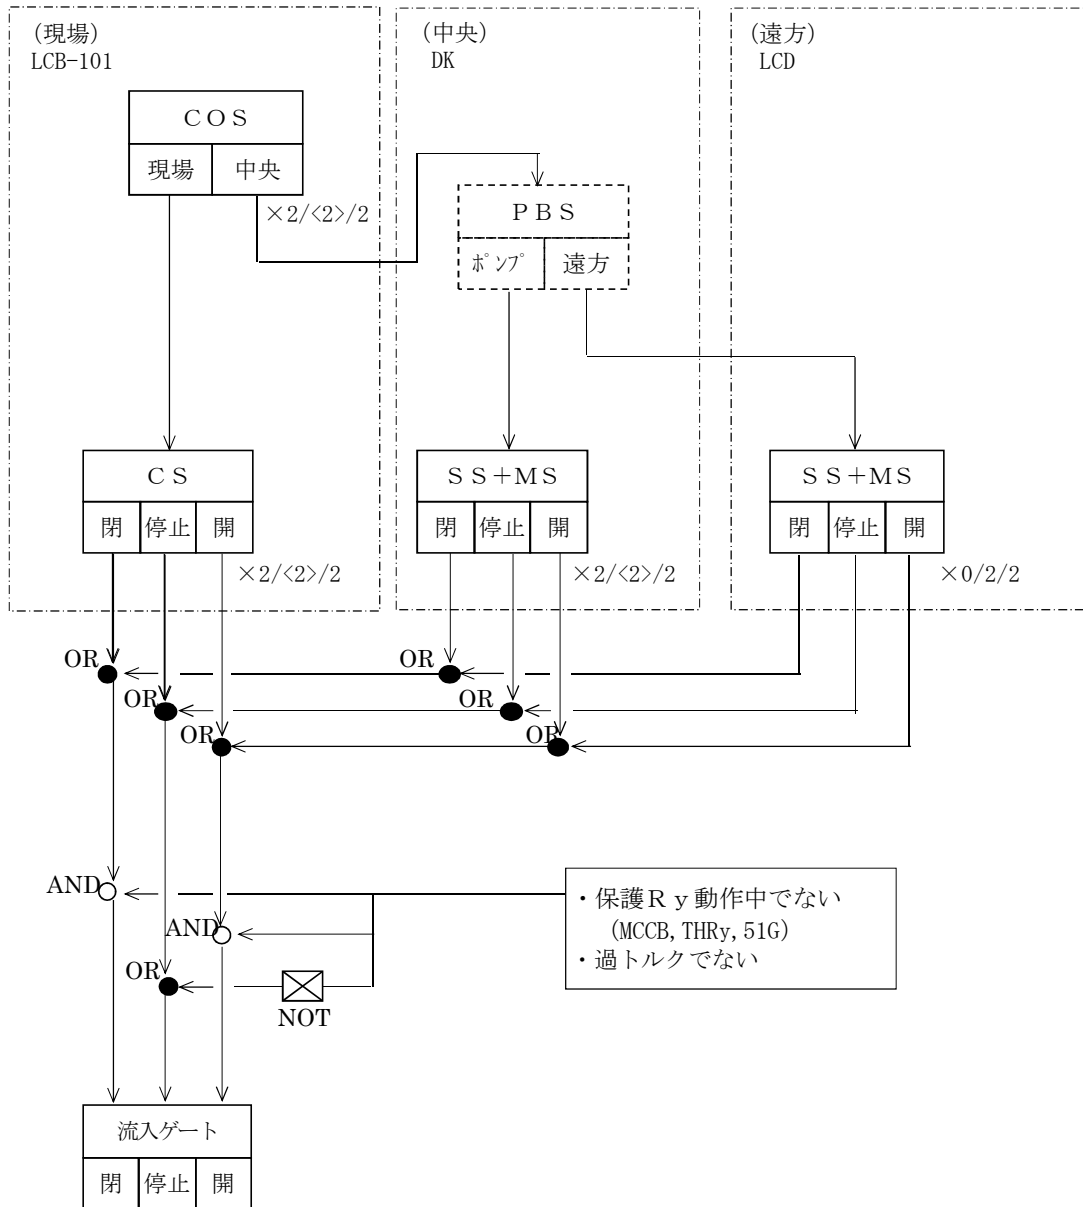 (現場)
LCB-101
(中央)
DK
(遠方)
LCD
COS
現場 中央
×2/<2>/2
PBS
ﾎﾟﾝﾌﾟ 遠方
CS
閉 停止 開
×2/<2>/2
SS+MS
閉 停止 開
×2/<2>/2
SS+MS
閉 停止 開
×0/2/2
OR
OR
OR
OR
OR
OR
AND
AND
OR
NOT
・保護Ry動作中でない
(MCCB,THRy,51G)
・過トルクでない
流入ゲート
閉 停止 開